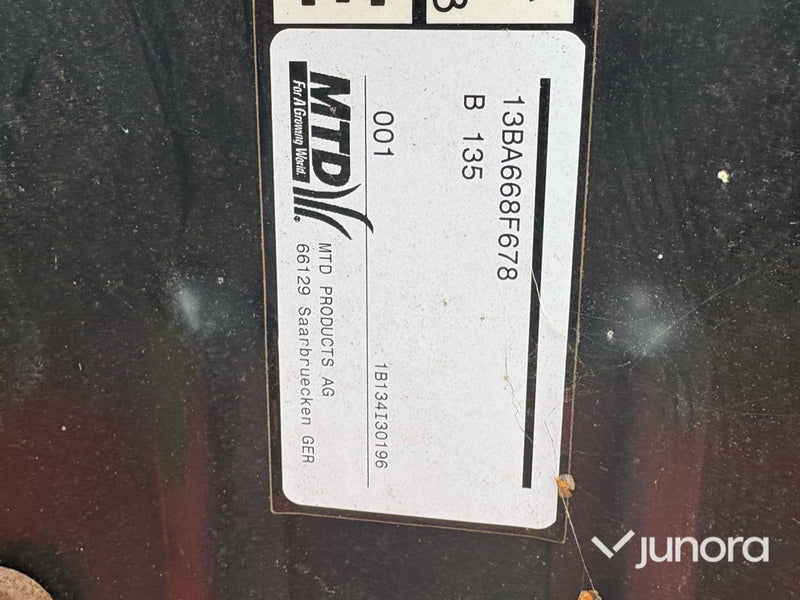 13BA668F678
B 135
001
1B134I30196
MTD
For A Growing World.
®
MTD PRODUCTS AG
66129 Saarbruecken GER
junora